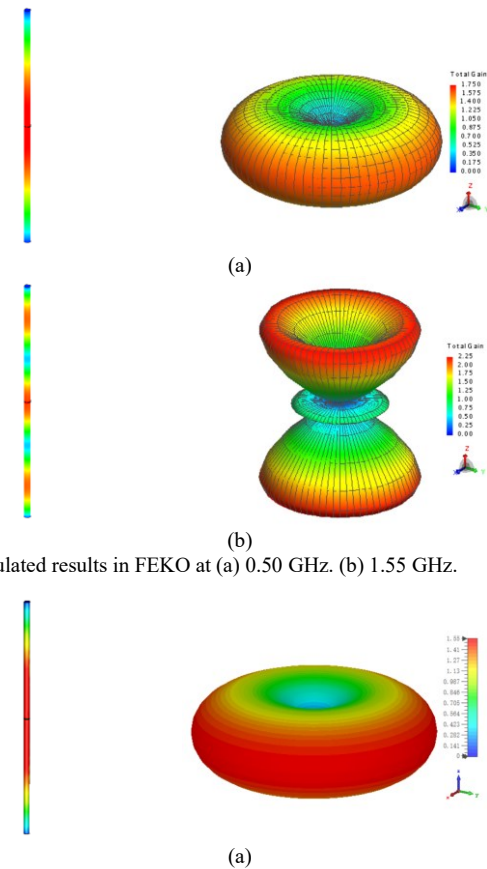 Total Gain
1.750
1.575
1.400
1.225
1.050
0.875
0.700
0.525
0.350
0.175
0.000
Z
X
Y
(a)
Total Gain
2.25
2.00
1.75
1.50
1.25
1.00
0.75
0.50
0.25
0.00
Z
X
Y
(b)
ulated results in FEKO at (a) 0.50 GHz. (b) 1.55 GHz.
1.41
1.27
1.13
0.987
0.846
0.705
0.564
0.423
0.282
0.141
0
z
x
y
(a)